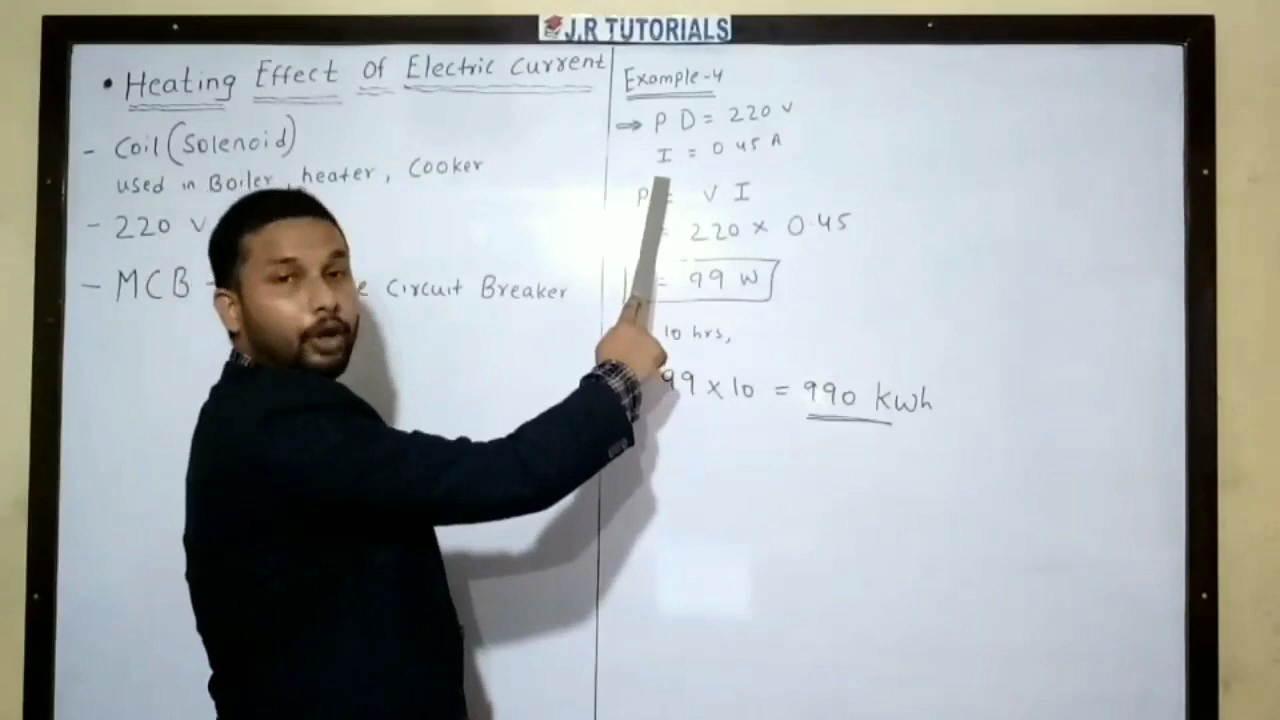 J.R TUTORIALS
• Heating Effect of Electric Current
- Coil (Solenoid)
used in Boiler, heater, Cooker
- 220 V
- MCB - e Circuit Breaker
Example-4
⇒ P D = 220 V
I = 0.45 A
P = V I
= 220 × 0.45
= 99 W
10 hrs,
99 × 10 = 990 kwh